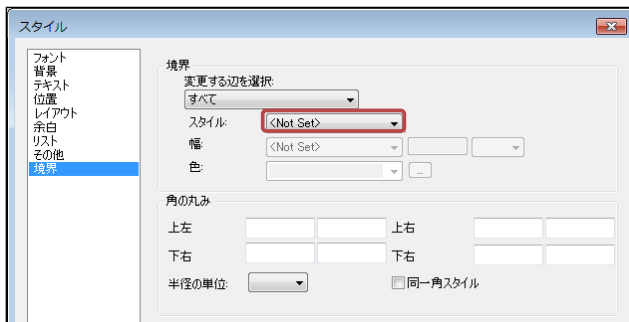 スタイル
フォント
背景
テキスト
位置
レイアウト
余白
リスト
その他
境界
境界
変更する辺を選択:
すべて
スタイル: <Not Set>
幅: <Not Set>
色: ...
角の丸み
上左 上右
下右 下右
半径の単位: 同一角スタイル